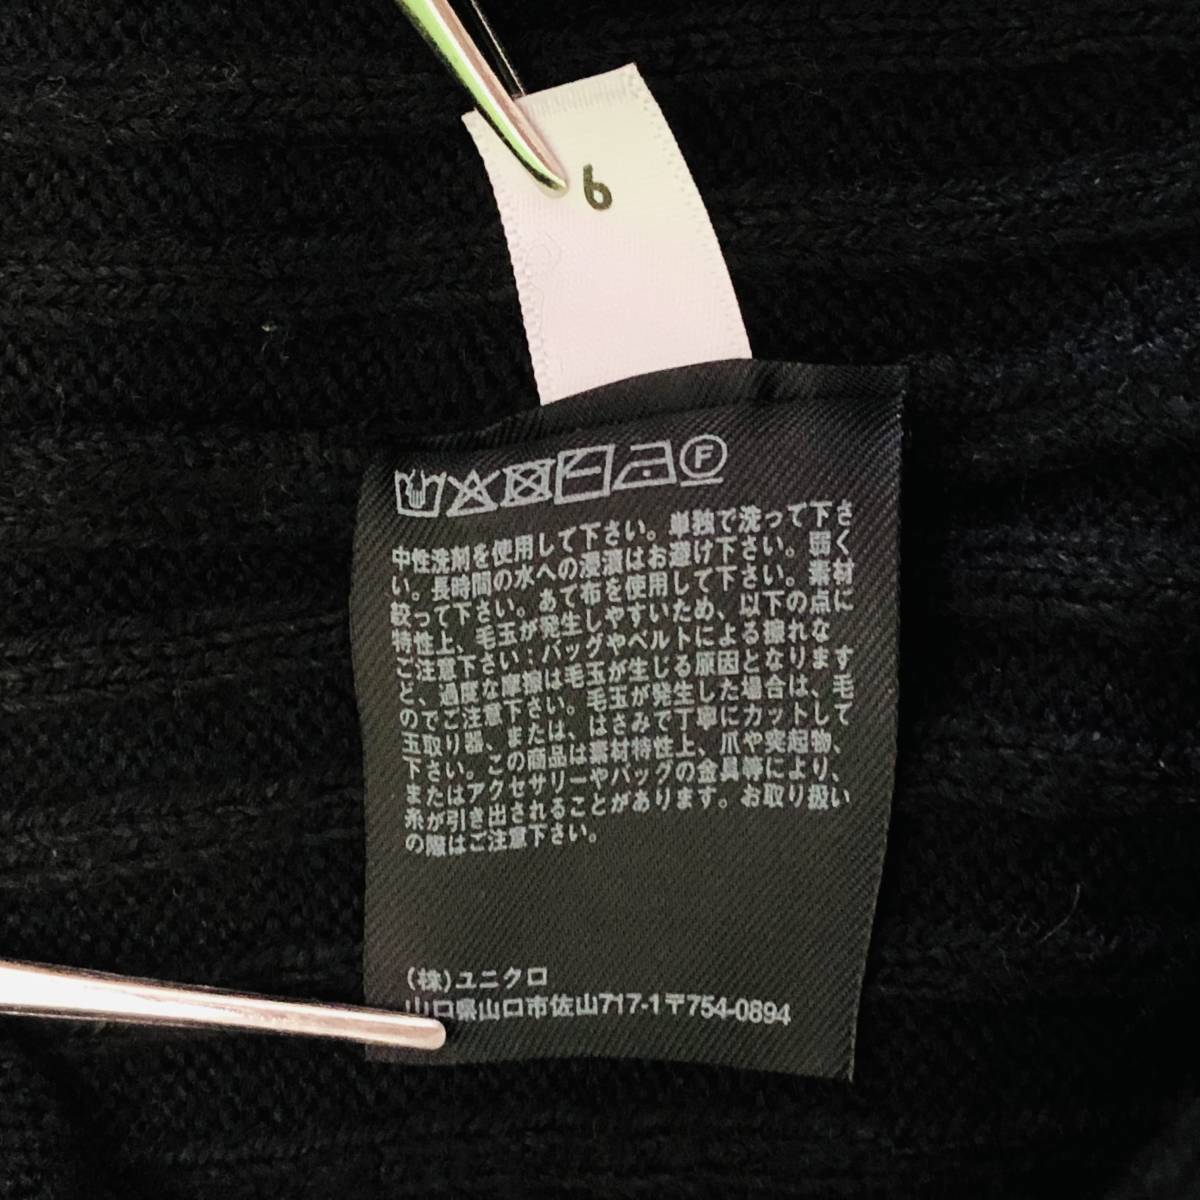 6
F
中性洗剤を使用して下さい。単独で洗って下さ
い。長時間の水への浸漬はお避け下さい。弱く
絞って下さい。あて布を使用して下さい。素材
特性上、毛玉が発生しやすいため、以下の点に
ご注意下さい:バッグやベルトによる擦れな
ど、過度な摩擦は毛玉が生じる原因となります
のでご注意下さい。毛玉が発生した場合は、毛
玉取り器、または、はさみで丁寧にカットして
下さい。この商品は素材特性上、爪や突起物、
またはアクセサリーやバッグの金具等により、
糸が引き出されることがあります。お取り扱い
の際はご注意下さい。
(株)ユニクロ
山口県山口市佐山717-1〒754-0894